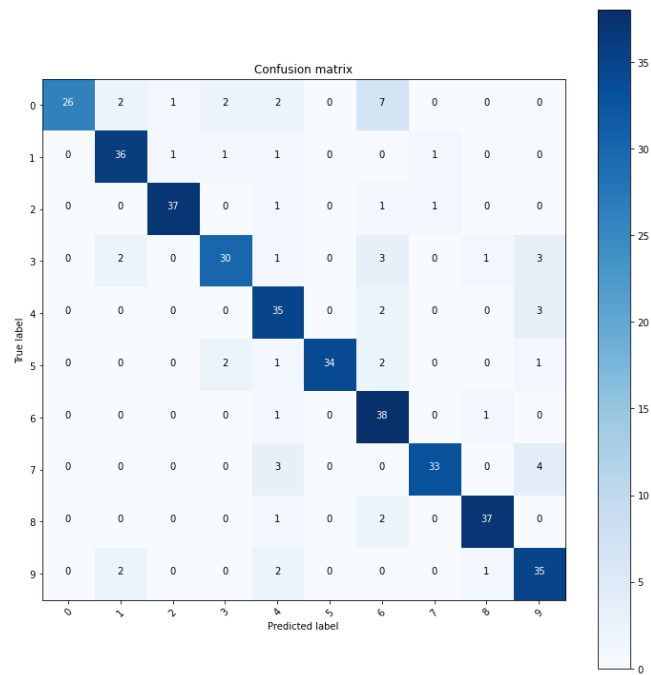 Confusion matrix
0 26 2 1 2 2 0 7 0 0 0
1 0 36 1 1 1 0 0 1 0 0
2 0 0 37 0 1 0 1 1 0 0
3 0 2 0 30 1 0 3 0 1 3
4 0 0 0 0 35 0 2 0 0 3
5 0 0 0 2 1 34 2 0 0 1
6 0 0 0 0 1 0 38 0 1 0
7 0 0 0 0 3 0 0 33 0 4
8 0 0 0 0 1 0 2 0 37 0
9 0 2 0 0 2 0 0 0 1 35
0 1 2 3 4 5 6 7 8 9
True label
Predicted label
35
30
25
20
15
10
5
0